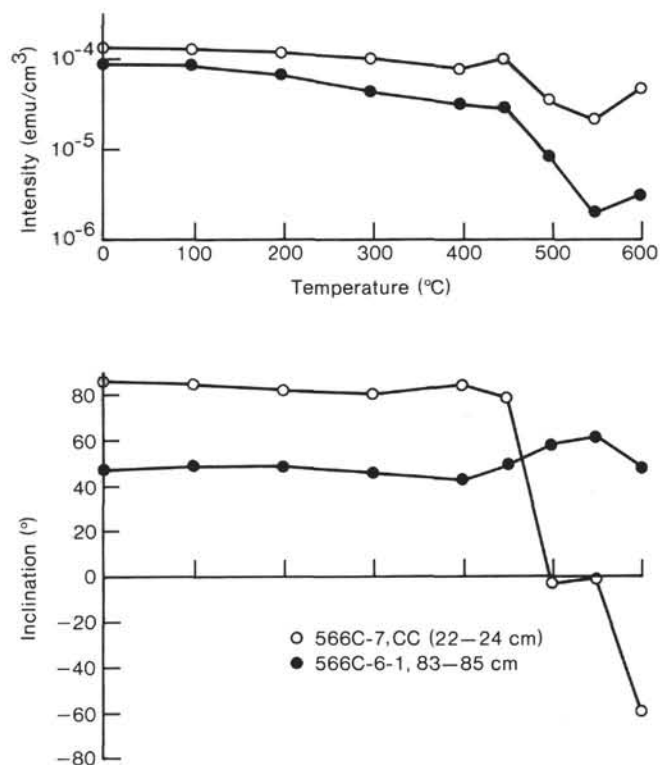 Intensity (emu/cm³)
10⁻⁴
10⁻⁵
10⁻⁶
0 100 200 300 400 500 600
Temperature (°C)
Inclination (°)
80
60
40
20
0
−20
−40
−60
−80
566C-7, CC (22—24 cm)
566C-6-1, 83—85 cm